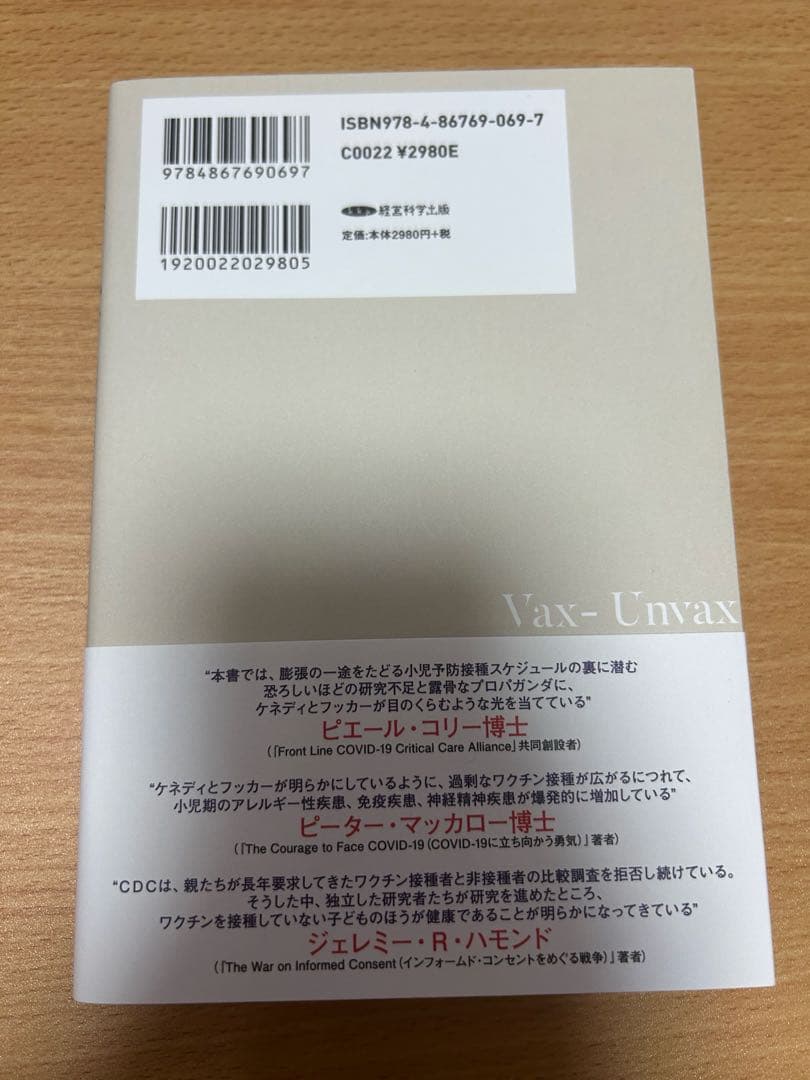 ISBN978-4-86769-069-7
C0022 ¥2980E
9784867690697
経営科学出版
定価:本体2980円+税
1920022029805
Vax- Unvax
“本書では、膨張の一途をたどる小児予防接種スケジュールの裏に潜む
恐ろしいほどの研究不足と露骨なプロパガンダに、
ケネディとフッカーが目のくらむような光を当てている”
ピエール・コリー博士
(『Front Line COVID-19 Critical Care Alliance』共同創設者)
“ケネディとフッカーが明らかにしているように、過剰なワクチン接種が広がるにつれて、
小児期のアレルギー性疾患、免疫疾患、神経精神疾患が爆発的に増加している”
ピーター・マッカロー博士
(『The Courage to Face COVID-19(COVID-19に立ち向かう勇気)』著者)
“CDCは、親たちが長年要求してきたワクチン接種者と非接種者の比較調査を拒否し続けている。
そうした中、独立した研究者たちが研究を進めたところ、
ワクチンを接種していない子どものほうが健康であることが明らかになってきている”
ジェレミー・R・ハモンド
(『The War on Informed Consent(インフォームド・コンセントをめぐる戦争)』著者)